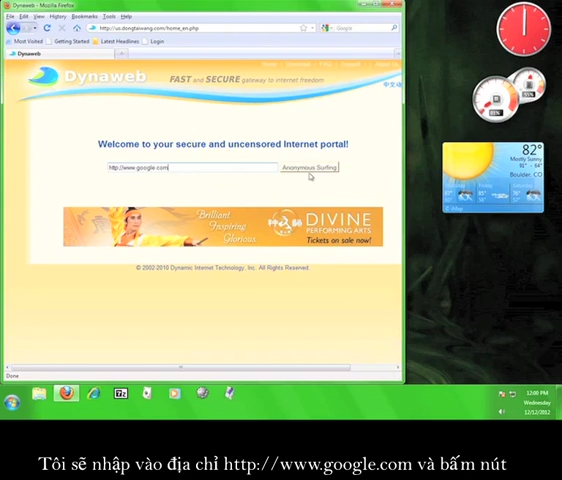 Dynaweb - Mozilla Firefox
File Edit View History Bookmarks Tools Help
http://us.dongtaiwang.com/home_en.php
Google
Most Visited Getting Started Latest Headlines Login
Dynaweb
Dynaweb
FAST and SECURE gateway to internet freedom
Welcome to your secure and uncensored Internet portal!
http://www.google.com
Anonymous Surfing
Brilliant
Inspiring
Glorious
DIVINE
PERFORMING ARTS
Tickets on sale now!
© 2002-2010 Dynamic Internet Technology, Inc. All Rights Reserved.
Done
82°
Mostly Sunny
Boulder, CO
12:00 PM
Wednesday
12/12/2012
Tôi sẽ nhập vào địa chỉ http://www.google.com và bấm nút